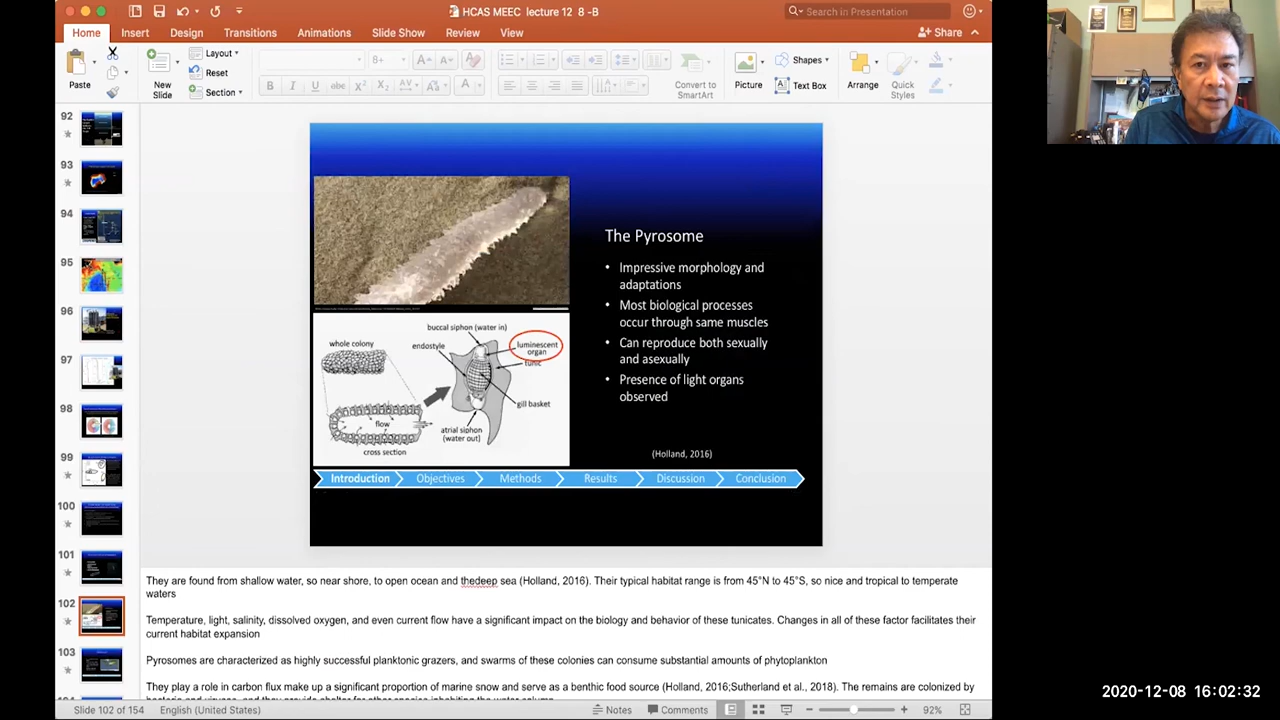 HCAS MEEC lecture 12 8 -B
Search in Presentation
Home Insert Design Transitions Animations Slide Show Review View
Share
Paste
New
Slide
Layout
Reset
Section
8+
Convert to
SmartArt
Picture
Shapes
Text Box
Arrange
Quick
Styles
92
93
94
95
96
97
98
99
100
101
102
103
The Pyrosome
• Impressive morphology and
adaptations
• Most biological processes
occur through same muscles
• Can reproduce both sexually
and asexually
• Presence of light organs
observed
(Holland, 2016)
whole colony
buccal siphon (water in)
endostyle
luminescent
organ
tunic
gill basket
flow
atrial siphon
(water out)
cross section
Introduction Objectives Methods Results Discussion Conclusion
They are found from shallow water, so near shore, to open ocean and thedeep sea (Holland, 2016). Their typical habitat range is from 45°N to 45°S, so nice and tropical to temperate
waters
Temperature, light, salinity, dissolved oxygen, and even current flow have a significant impact on the biology and behavior of these tunicates. Changes in all of these factor facilitates their
current habitat expansion
Pyrosomes are characterized as highly successful planktonic grazers, and swarms of these colonies can consume substantial amounts of phytoplankton
They play a role in carbon flux make up a significant proportion of marine snow and serve as a benthic food source (Holland, 2016;Sutherland et al., 2018). The remains are colonized by
Slide 102 of 154 English (United States) Notes Comments 92%
2020-12-08 16:02:32